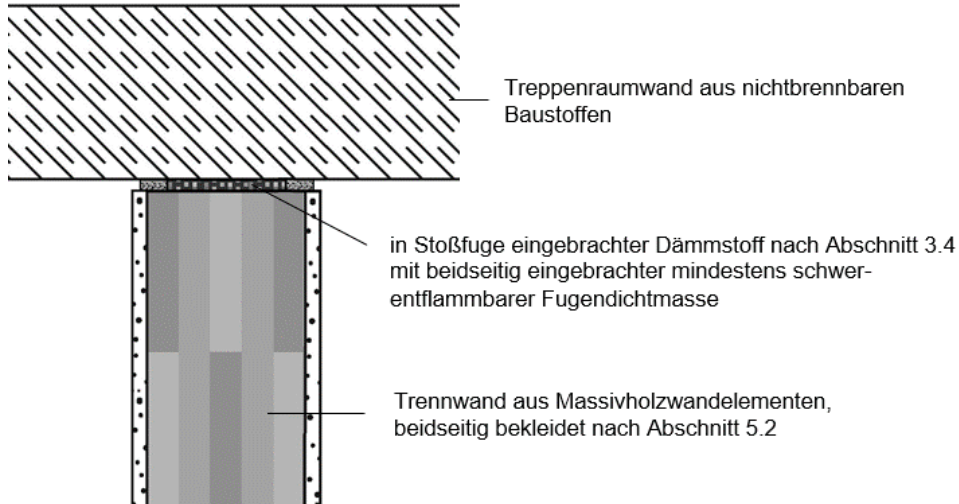 Treppenraumwand aus nichtbrennbaren
Baustoffen
in Stoßfuge eingebrachter Dämmstoff nach Abschnitt 3.4
mit beidseitig eingebrachter mindestens schwer-
entflammbarer Fugendichtmasse
Trennwand aus Massivholzwandelementen,
beidseitig bekleidet nach Abschnitt 5.2